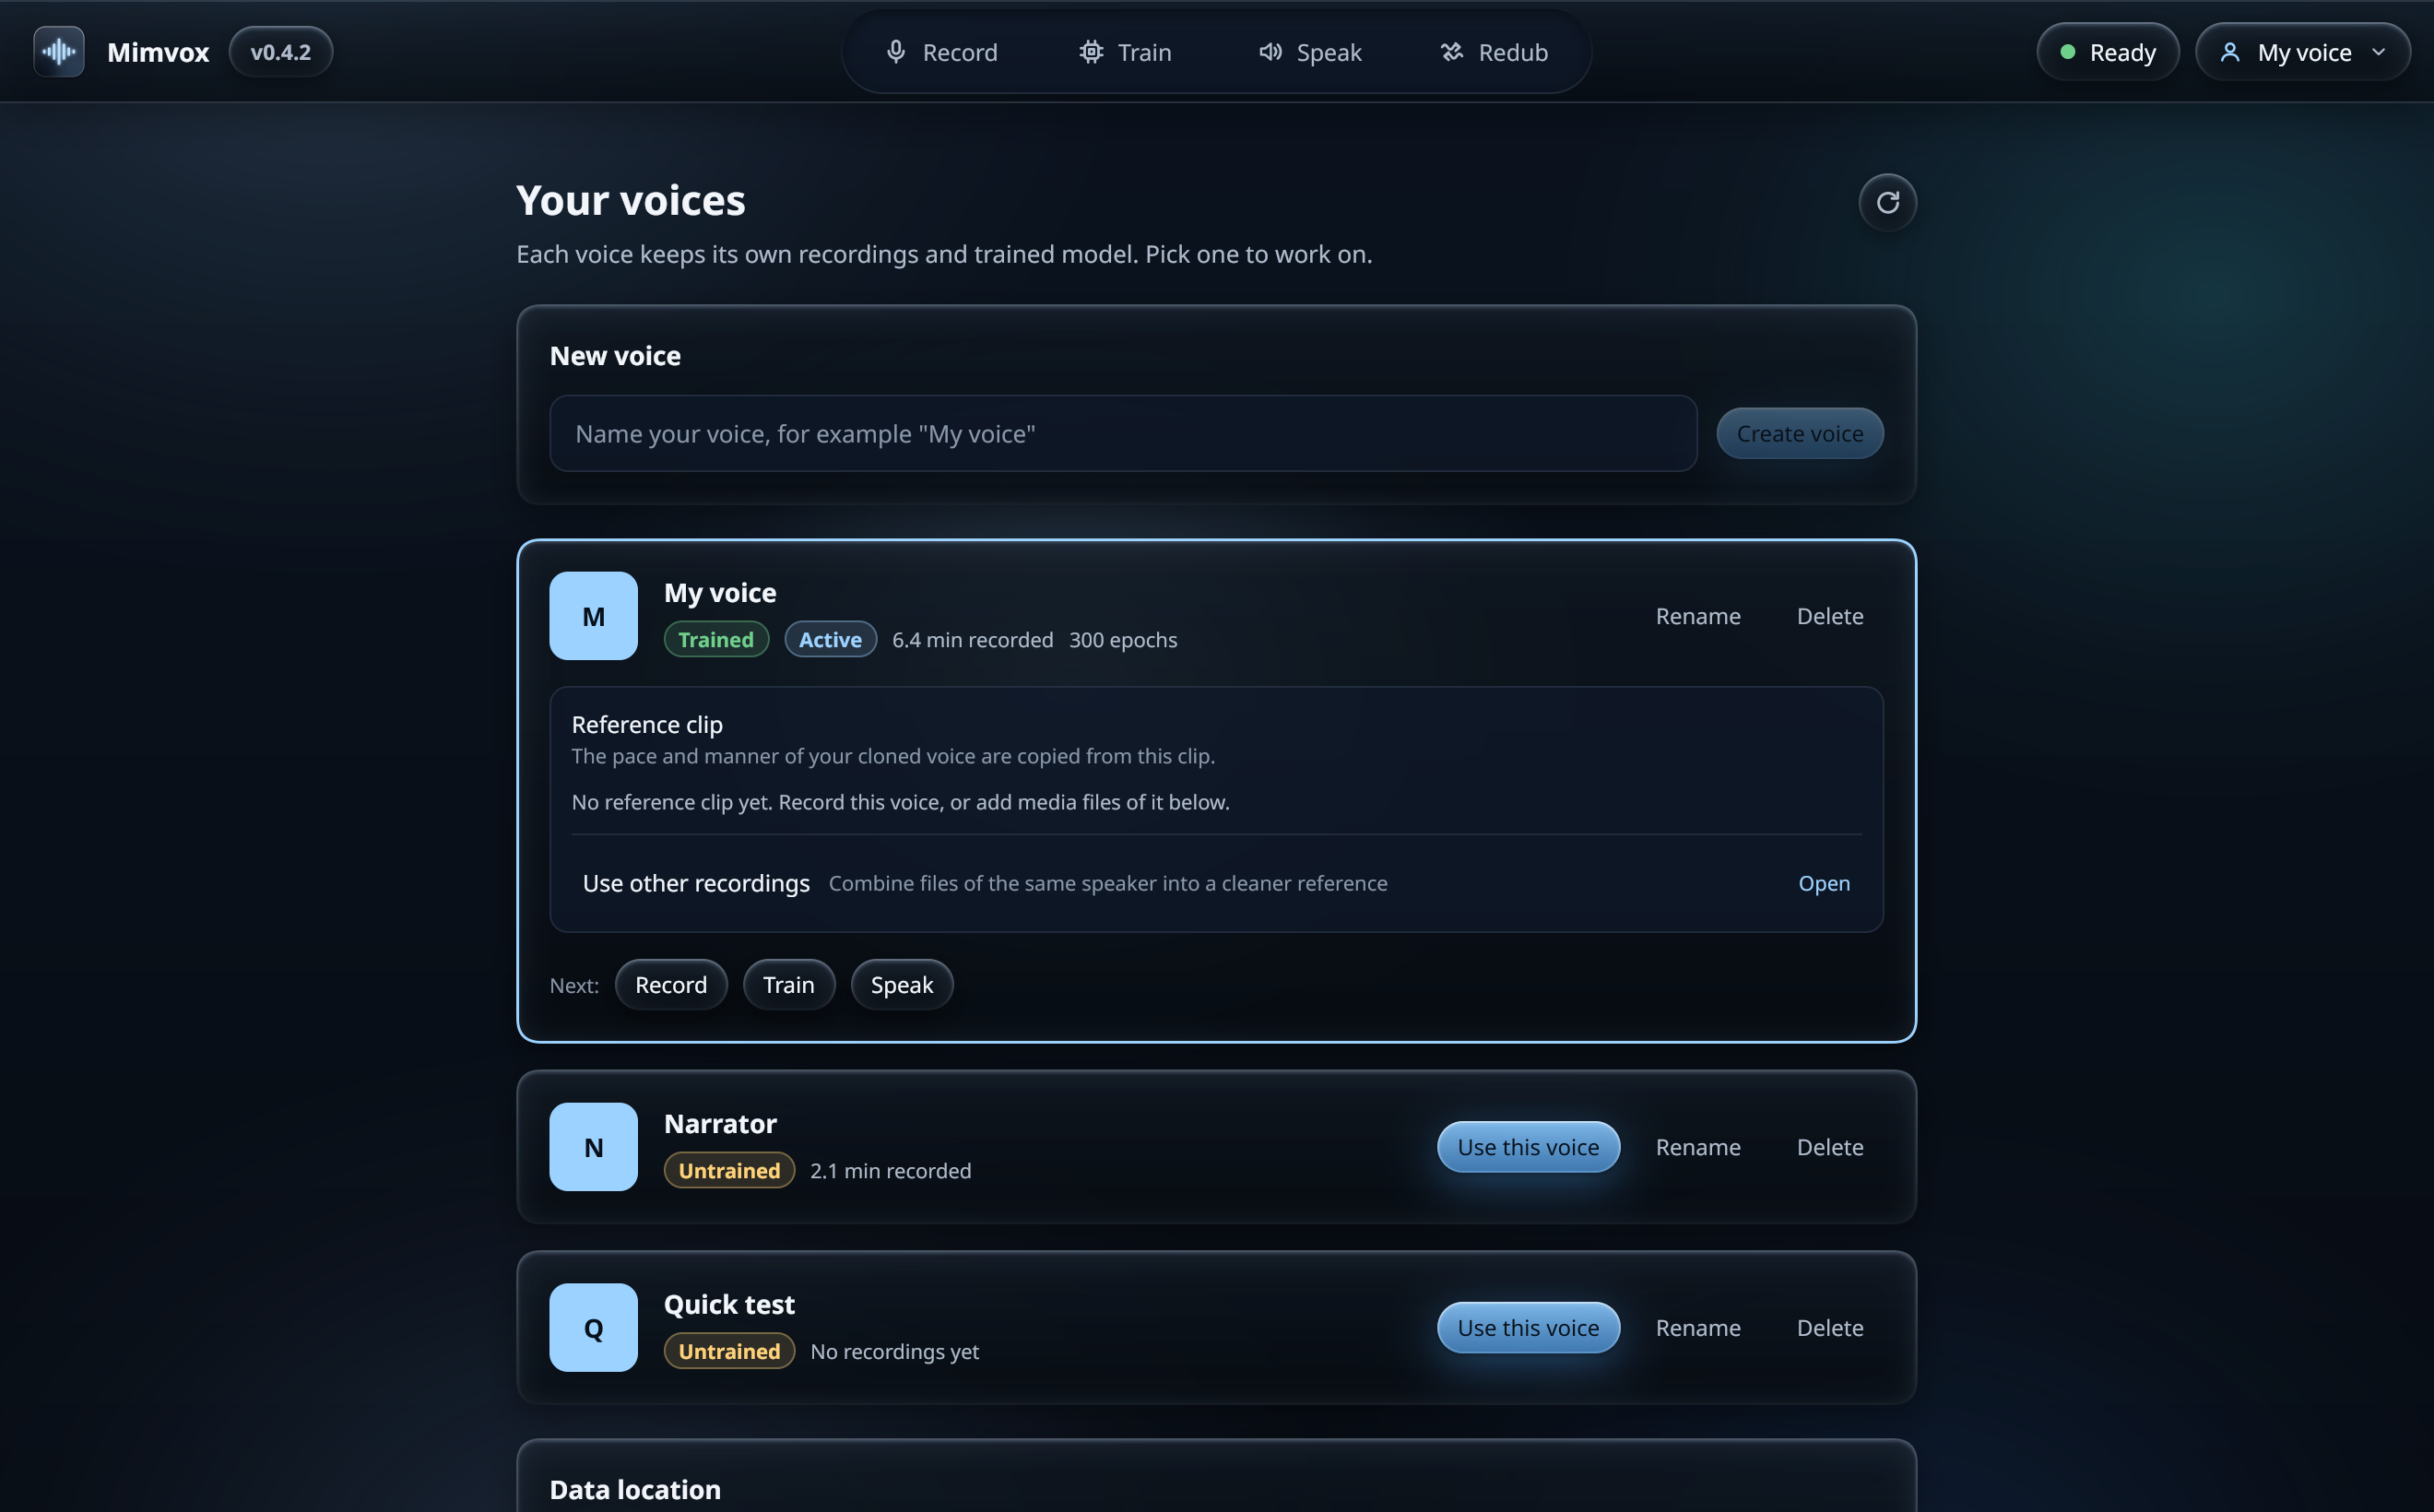 Mimvox v0.4.2 Record Train Speak Redub Ready My voice
Your voices
Each voice keeps its own recordings and trained model. Pick one to work on.
New voice
Name your voice, for example "My voice" Create voice
M My voice Rename Delete
Trained Active 6.4 min recorded 300 epochs
Reference clip
The pace and manner of your cloned voice are copied from this clip.
No reference clip yet. Record this voice, or add media files of it below.
Use other recordings Combine files of the same speaker into a cleaner reference Open
Next: Record Train Speak
N Narrator Use this voice Rename Delete
Untrained 2.1 min recorded
Q Quick test Use this voice Rename Delete
Untrained No recordings yet
Data location